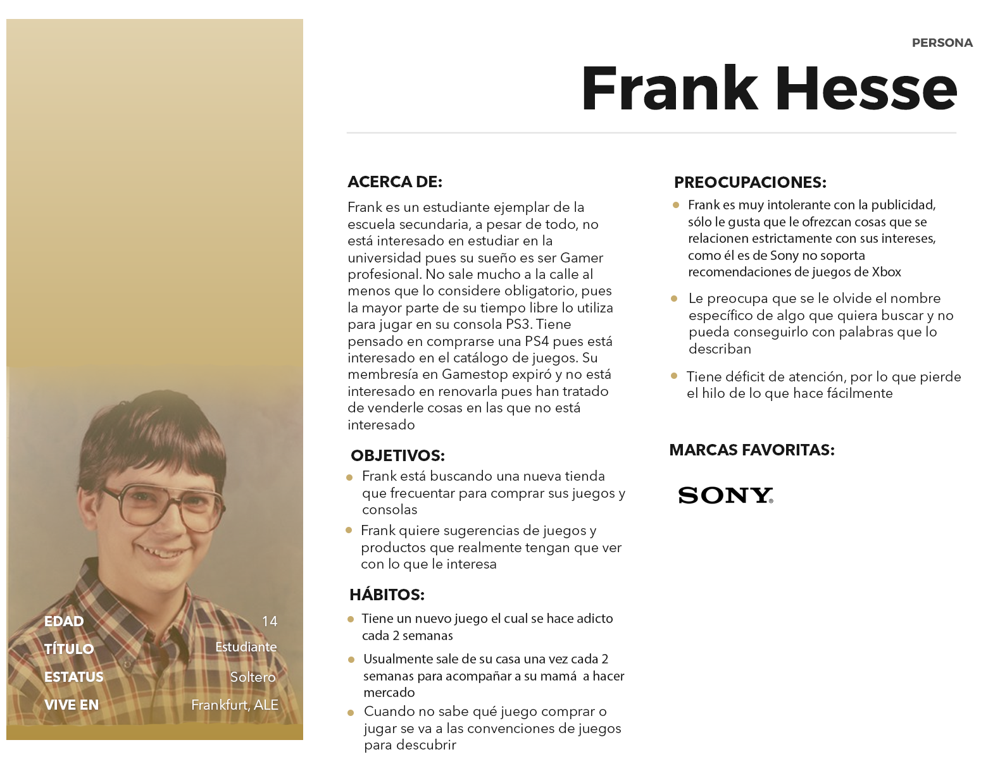 PERSONA
Frank Hesse
ACERCA DE:
Frank es un estudiante ejemplar de la
escuela secundaria, a pesar de todo, no
está interesado en estudiar en la
universidad pues su sueño es ser Gamer
profesional. No sale mucho a la calle al
menos que lo considere obligatorio, pues
la mayor parte de su tiempo libre lo utiliza
para jugar en su consola PS3. Tiene
pensado en comprarse una PS4 pues está
interesado en el catálogo de juegos. Su
membresía en Gamestop expiró y no está
interesado en renovarla pues han tratado
de venderle cosas en las que no está
interesado
OBJETIVOS:
Frank está buscando una nueva tienda
que frecuentar para comprar sus juegos y
consolas
Frank quiere sugerencias de juegos y
productos que realmente tengan que ver
con lo que le interesa
HÁBITOS:
Tiene un nuevo juego el cual se hace adicto
cada 2 semanas
Usualmente sale de su casa una vez cada 2
semanas para acompañar a su mamá  a hacer
mercado
Cuando no sabe qué juego comprar o
jugar se va a las convenciones de juegos
para descubrir
PREOCUPACIONES:
Frank es muy intolerante con la publicidad,
sólo le gusta que le ofrezcan cosas que se
relacionen estrictamente con sus intereses,
como él es de Sony no soporta
recomendaciones de juegos de Xbox
Le preocupa que se le olvide el nombre
específico de algo que quiera buscar y no
pueda conseguirlo con palabras que lo
describan
Tiene déficit de atención, por lo que pierde
el hilo de lo que hace fácilmente
MARCAS FAVORITAS:
SONY®
EDAD 14
TÍTULO Estudiante
ESTATUS Soltero
VIVE EN Frankfurt, ALE